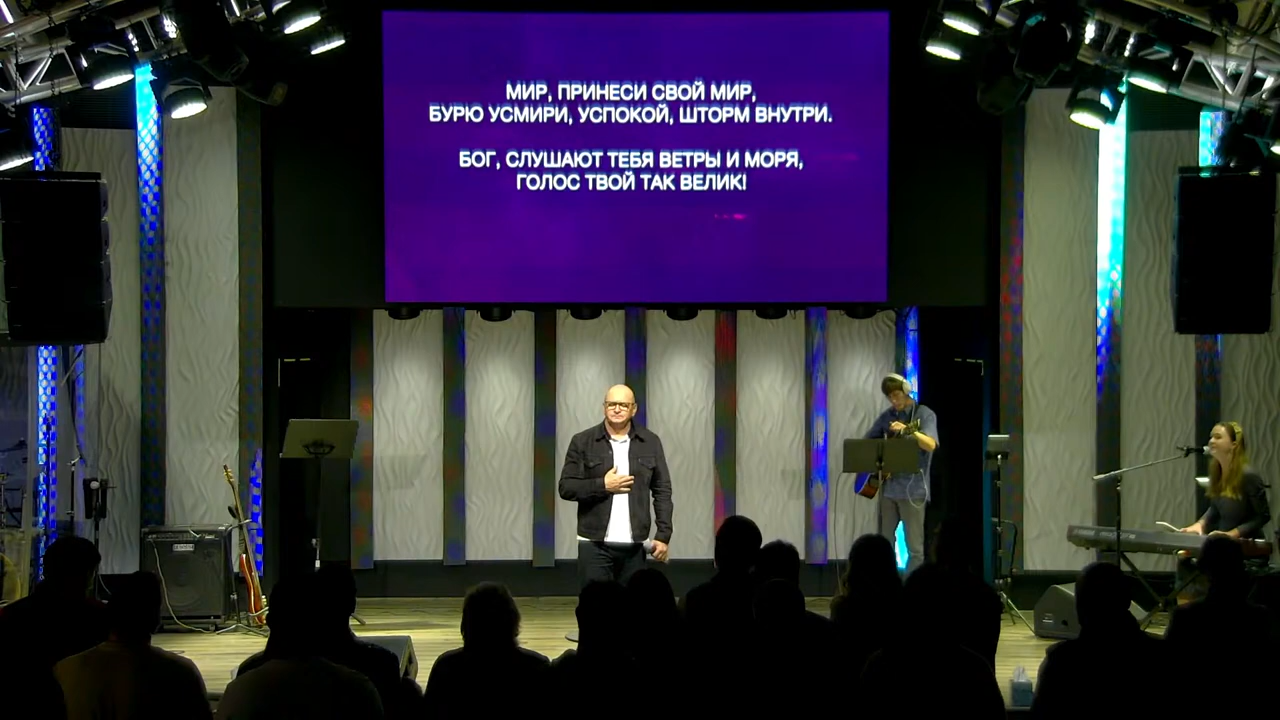 МИР, ПРИНЕСИ СВОЙ МИР,
БУРЮ УСМИРИ, УСПОКОЙ, ШТОРМ ВНУТРИ.
БОГ, СЛУШАЮТ ТЕБЯ ВЕТРЫ И МОРЯ,
ГОЛОС ТВОЙ ТАК ВЕЛИК!